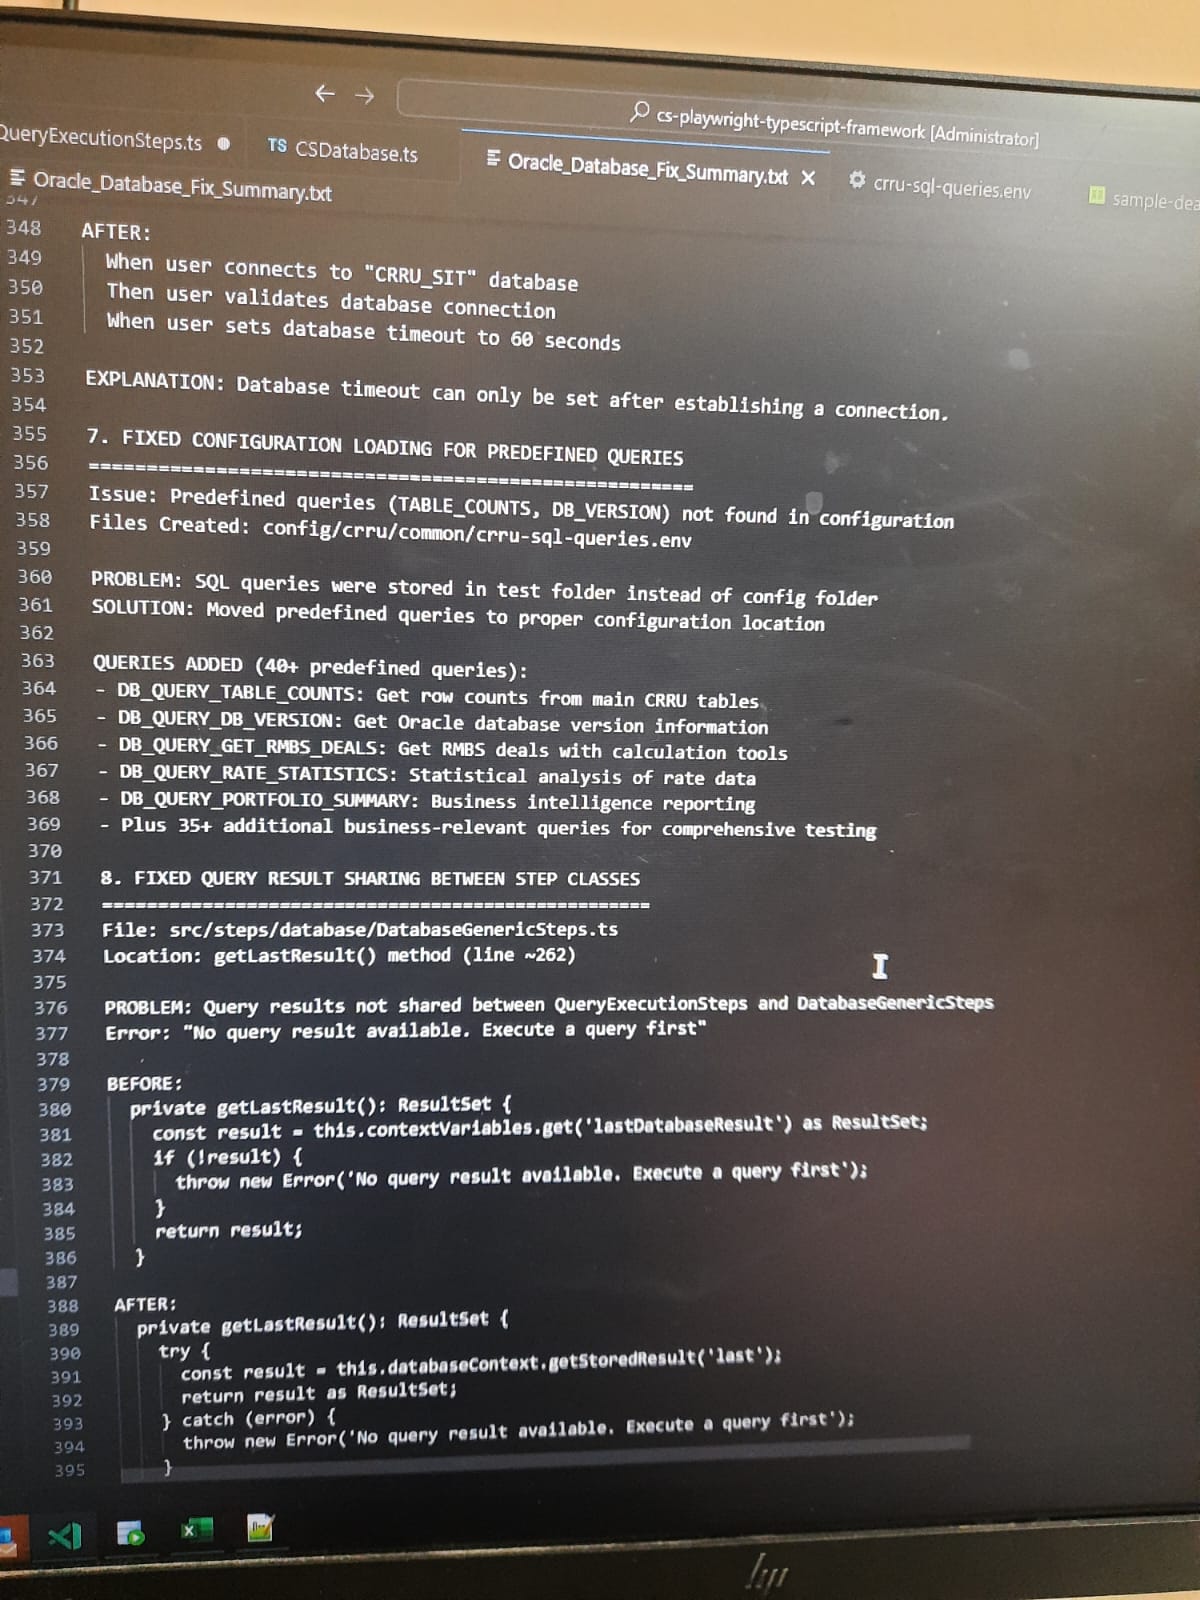 cs-playwright-typescript-framework [Administrator]
QueryExecutionSteps.ts
TS CSDatabase.ts
Oracle_Database_Fix_Summary.txt
crru-sql-queries.env
Oracle_Database_Fix_Summary.txt
347
348 AFTER:
349 When user connects to "CRRU_SIT" database
350 Then user validates database connection
351 When user sets database timeout to 60 seconds
352
353 EXPLANATION: Database timeout can only be set after establishing a connection.
354
355 7. FIXED CONFIGURATION LOADING FOR PREDEFINED QUERIES
356 ====================================================
357 Issue: Predefined queries (TABLE_COUNTS, DB_VERSION) not found in configuration
358 Files Created: config/crru/common/crru-sql-queries.env
359
360 PROBLEM: SQL queries were stored in test folder instead of config folder
361 SOLUTION: Moved predefined queries to proper configuration location
362
363 QUERIES ADDED (40+ predefined queries):
364 - DB_QUERY_TABLE_COUNTS: Get row counts from main CRRU tables
365 - DB_QUERY_DB_VERSION: Get Oracle database version information
366 - DB_QUERY_GET_RMBS_DEALS: Get RMBS deals with calculation tools
367 - DB_QUERY_RATE_STATISTICS: Statistical analysis of rate data
368 - DB_QUERY_PORTFOLIO_SUMMARY: Business intelligence reporting
369 - Plus 35+ additional business-relevant queries for comprehensive testing
370
371 8. FIXED QUERY RESULT SHARING BETWEEN STEP CLASSES
372 =================================================
373 File: src/steps/database/DatabaseGenericSteps.ts
374 Location: getLastResult() method (line ~262)
375
376 PROBLEM: Query results not shared between QueryExecutionSteps and DatabaseGenericSteps
377 Error: "No query result available. Execute a query first"
378
379 BEFORE:
380 private getLastResult(): ResultSet {
381 const result = this.contextVariables.get('lastDatabaseResult') as ResultSet;
382 if (!result) {
383 throw new Error('No query result available. Execute a query first');
384 }
385 return result;
386 }
387
388 AFTER:
389 private getLastResult(): ResultSet {
390 try {
391 const result = this.databaseContext.getStoredResult('last');
392 return result as ResultSet;
393 } catch (error) {
394 throw new Error('No query result available. Execute a query first');
395 }
hp